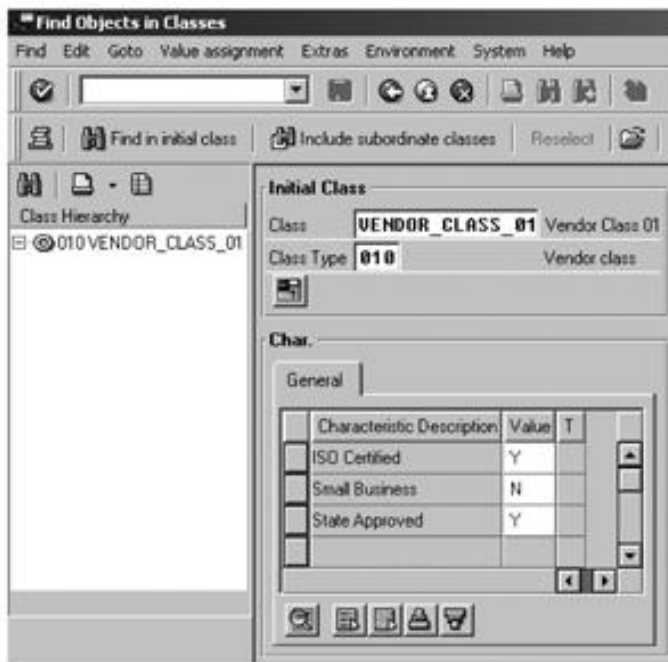 Find Objects in Classes
Find Edit Goto Value assignment Extras Environment System Help
Find in initial class Include subordinate classes Reselect
Class Hierarchy
010 VENDOR_CLASS_01
Initial Class
Class VENDOR_CLASS_01 Vendor Class 01
Class Type 010 Vendor class
Char.
General
Characteristic Description Value T
ISO Certified Y
Small Business N
State Approved Y